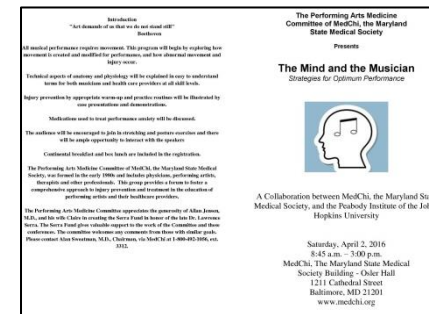 Introduction
"Art demands of us that we do not stand still"
Beethoven
All musical performance requires movement. This program will begin by exploring how
movement is created and modified for performance, and how abnormal movement and
injury occur.
Technical aspects of anatomy and physiology will be explained in easy to understand
terms for both musicians and health care providers at all skill levels.
Injury prevention by appropriate warm-up and practice routines will be illustrated by
case presentations and demonstrations.
Medications used to treat performance anxiety will be discussed.
The audience will be encouraged to join in stretching and posture exercises and there
will be ample opportunity to interact with the speakers
Continental breakfast and box lunch are included in the registration.
The Performing Arts Medicine Committee of MedChi, the Maryland State Medical
Society, was formed in the early 1980s and includes physicians, performing artists,
therapists and other professionals. This group provides a forum to foster a
comprehensive approach to injury prevention and treatment in the education of
performing artists and their healthcare providers.
The Performing Arts Medicine Committee appreciates the generosity of Allan Jensen,
M.D., and his wife Claire in creating the Serra Fund in honor of the late Dr. Lawrence
Serra. The Serra Fund gives valuable support to the work of the Committee and these
conferences. The committee welcomes any comments from those with similar goals.
Please contact Alan Sweatman, M.D., Chairman, via MedChi at 1-800-492-1056, ext.
3312.
The Performing Arts Medicine
Committee of MedChi, the Maryland
State Medical Society
Presents
The Mind and the Musician
Strategies for Optimum Performance
A Collaboration between MedChi, the Maryland Sta
Medical Society, and the Peabody Institute of the Joh
Hopkins University
Saturday, April 2, 2016
8:45 a.m. – 3:00 p.m.
MedChi, The Maryland State Medical
Society Building - Osler Hall
1211 Cathedral Street
Baltimore, MD 21201
www.medchi.org